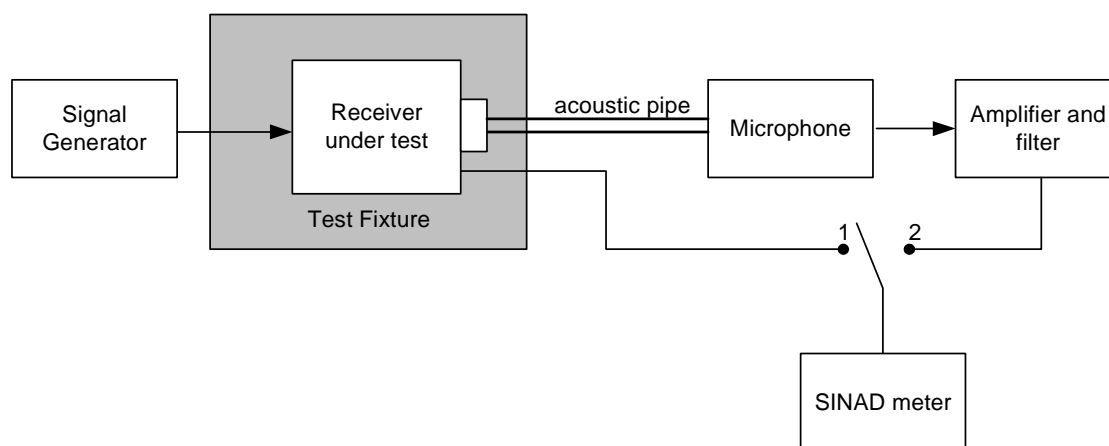 Signal
Generator
Receiver
under test
Test Fixture
acoustic pipe
Microphone
Amplifier and
filter
1
2
SINAD meter